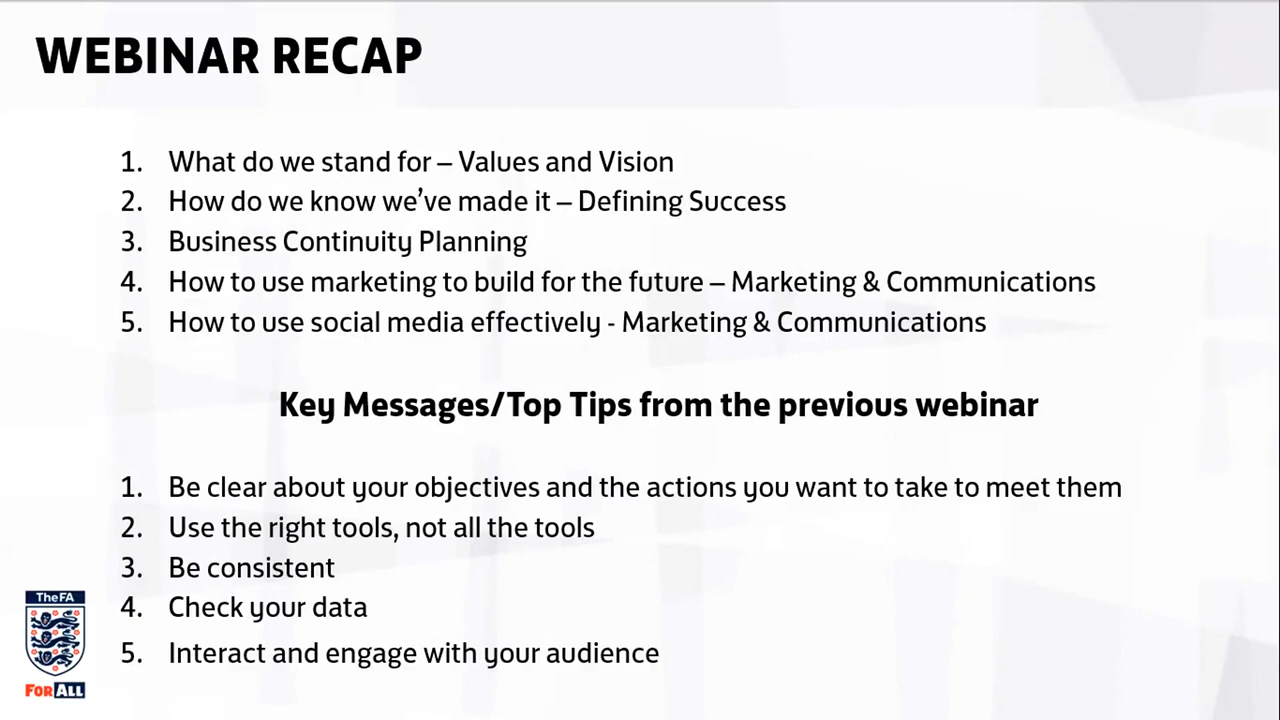 WEBINAR RECAP
1. What do we stand for – Values and Vision
2. How do we know we’ve made it – Defining Success
3. Business Continuity Planning
4. How to use marketing to build for the future – Marketing & Communications
5. How to use social media effectively - Marketing & Communications
Key Messages/Top Tips from the previous webinar
1. Be clear about your objectives and the actions you want to take to meet them
2. Use the right tools, not all the tools
3. Be consistent
4. Check your data
5. Interact and engage with your audience
The FA
FOR ALL